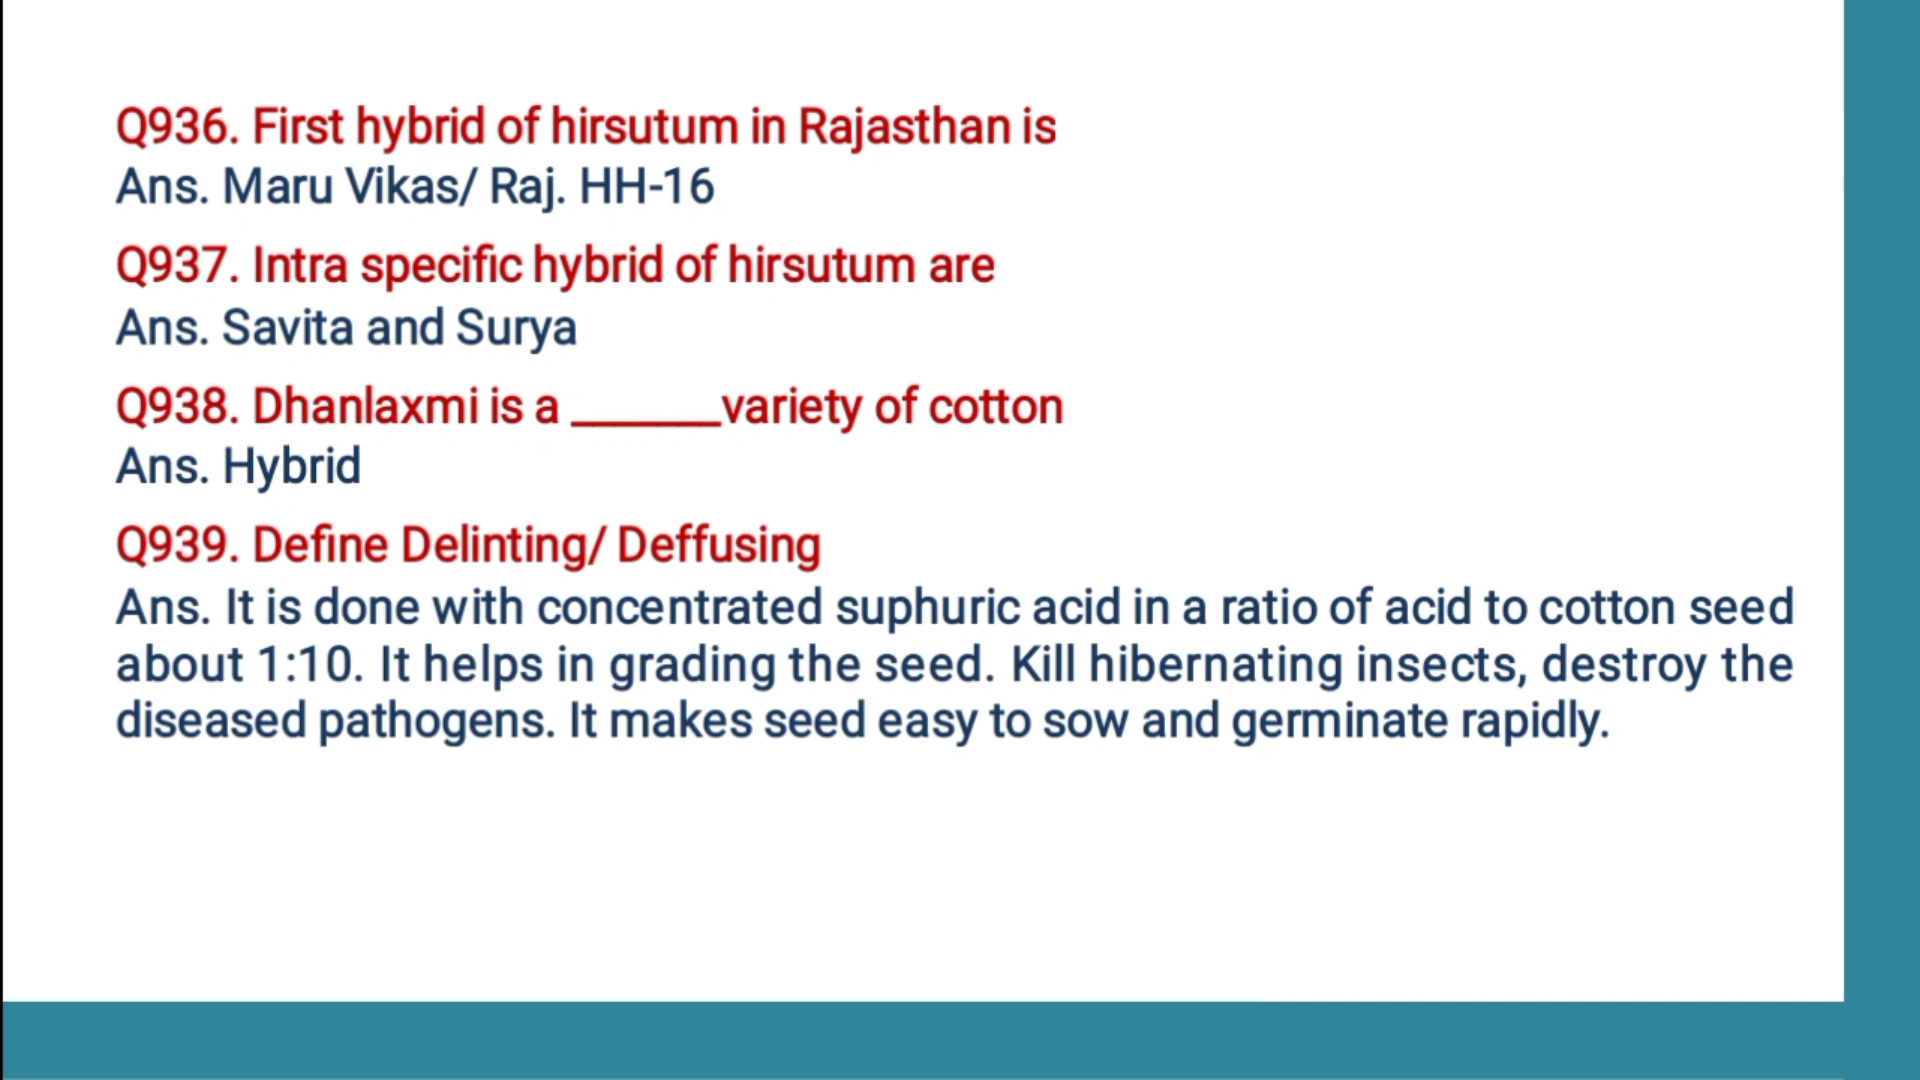 Q936. First hybrid of hirsutum in Rajasthan is
Ans. Maru Vikas/ Raj. HH-16
Q937. Intra specific hybrid of hirsutum are
Ans. Savita and Surya
Q938. Dhanlaxmi is a ______variety of cotton
Ans. Hybrid
Q939. Define Delinting/ Deffusing
Ans. It is done with concentrated suphuric acid in a ratio of acid to cotton seed
about 1:10. It helps in grading the seed. Kill hibernating insects, destroy the
diseased pathogens. It makes seed easy to sow and germinate rapidly.